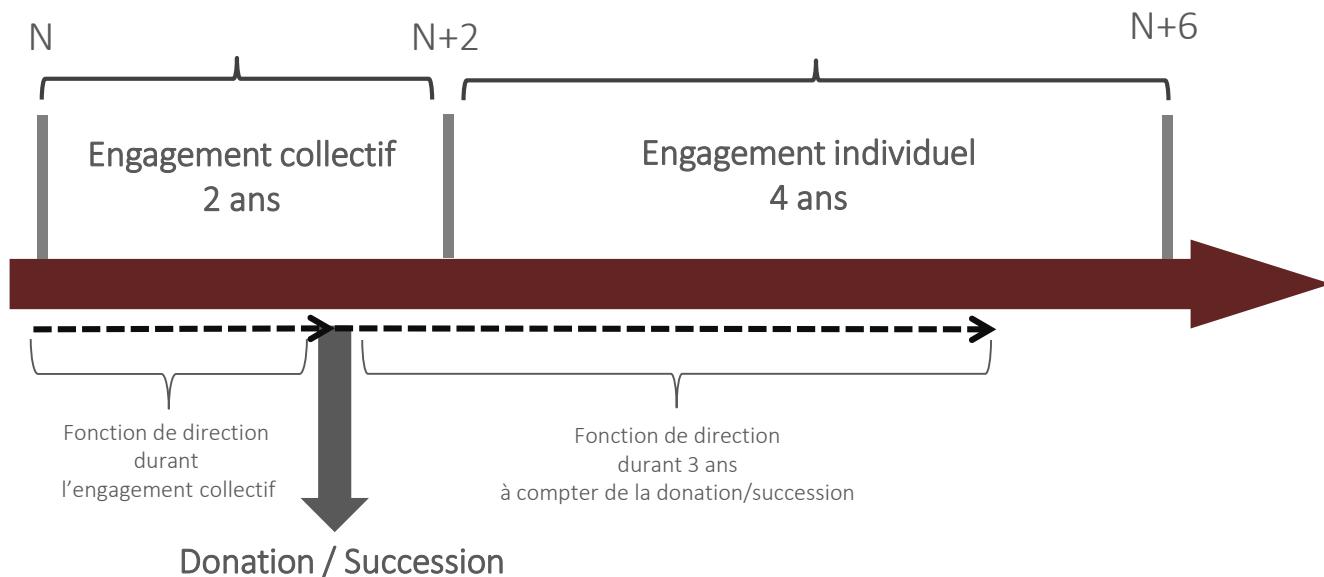 N
N+2
N+6
Engagement collectif
2 ans
Engagement individuel
4 ans
Fonction de direction
durant
l’engagement collectif
Fonction de direction
durant 3 ans
à compter de la donation/succession
Donation / Succession